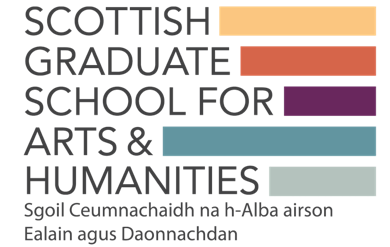 SCOTTISH
GRADUATE
SCHOOL FOR
ARTS &
HUMANITIES
Sgoil Ceumnachaidh na h-Alba airson
Ealain agus Daonnachdan